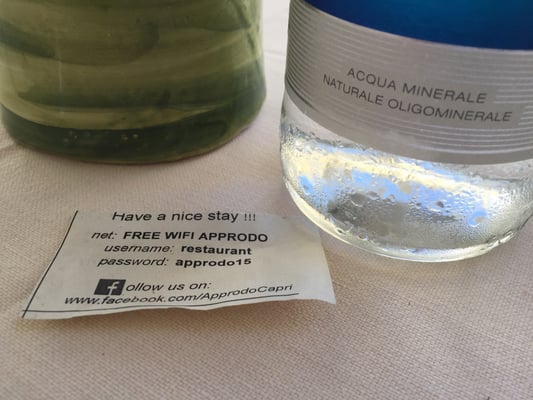 ACQUA MINERALE
NATURALE OLIGOMINERALE
Have a nice stay !!!
net: FREE WIFI APPRODO
username: restaurant
password: approdo15
follow us on:
www.facebook.com/ApprodoCapri